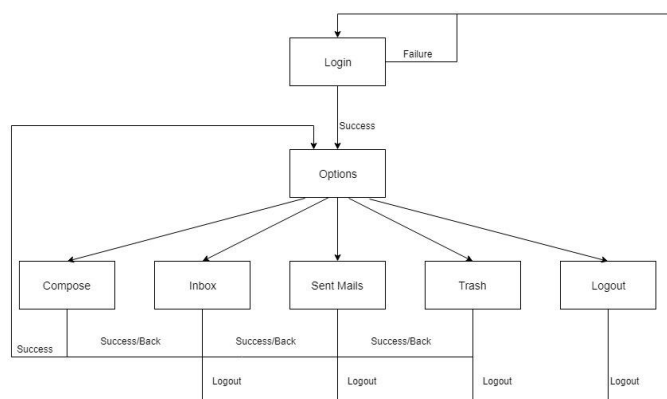 Login
Failure
Success
Options
Compose
Inbox
Sent Mails
Trash
Logout
Success
Success/Back
Success/Back
Success/Back
Logout
Logout
Logout
Logout